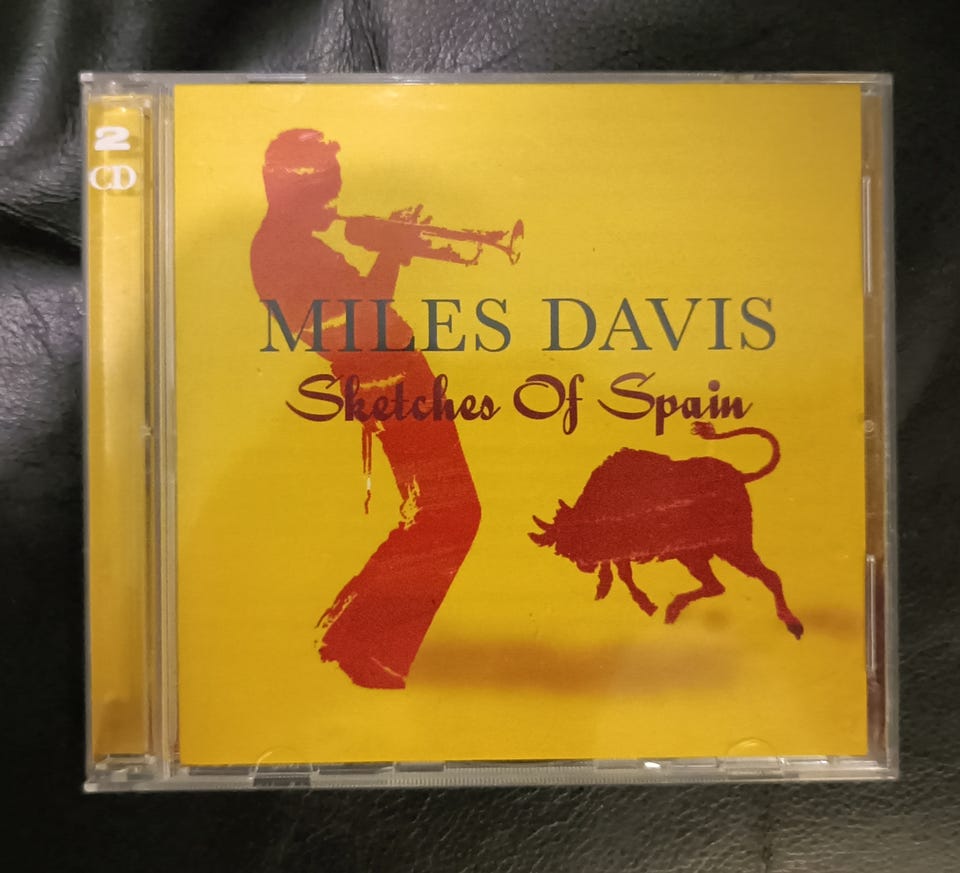 2
CD
MILES DAVIS
Sketches Of Spain